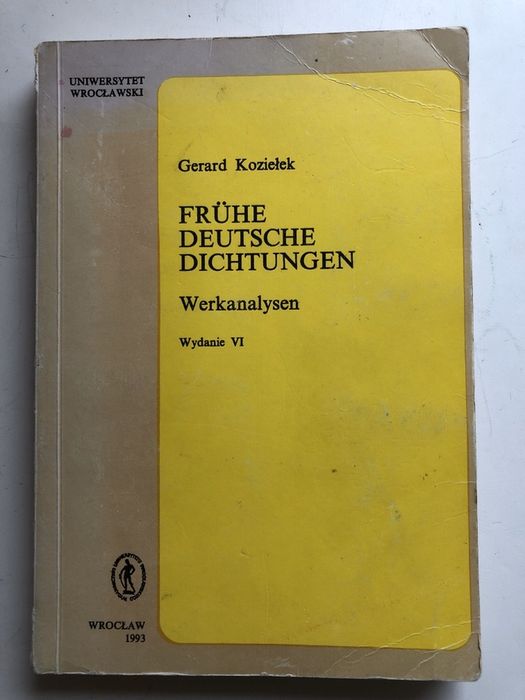 UNIWERSYTET
WROCŁAWSKI
Gerard Koziełek
FRÜHE
DEUTSCHE
DICHTUNGEN
Werkanalysen
Wydanie VI
WROCŁAW
1993